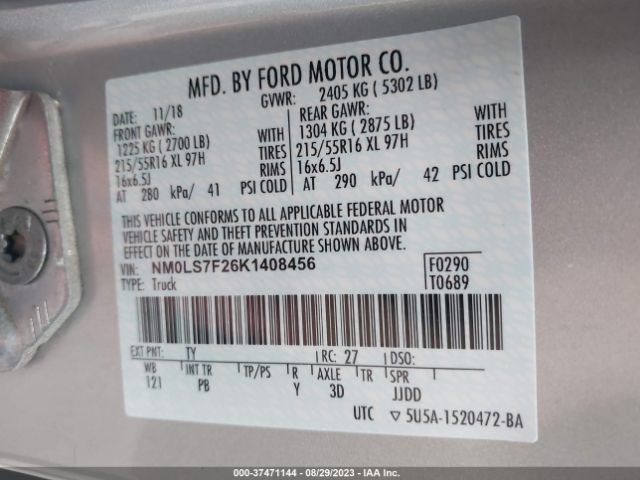 MFD. BY FORD MOTOR CO.
DATE: 11/18 GVWR: 2405 KG ( 5302 LB)
FRONT GAWR: REAR GAWR:
1225 KG ( 2700 LB) WITH 1304 KG ( 2875 LB) WITH
215/55R16 XL 97H TIRES 215/55R16 XL 97H TIRES
16x6.5J RIMS 16x6.5J RIMS
AT 280 kPa/ 41 PSI COLD AT 290 kPa/ 42 PSI COLD
THIS VEHICLE CONFORMS TO ALL APPLICABLE FEDERAL MOTOR
VEHICLE SAFETY AND THEFT PREVENTION STANDARDS IN
EFFECT ON THE DATE OF MANUFACTURE SHOWN ABOVE.
VIN: NM0LS7F26K1408456 F0290
TYPE: Truck T0689
EXT PNT: TY RC: 27 DSO:
WB INT TR TP/PS R AXLE TR SPR
121 PB Y 3D JJDD
UTC ▽5U5A-1520472-BA
000-37471144 / 08/29/2023 / IAA Inc.